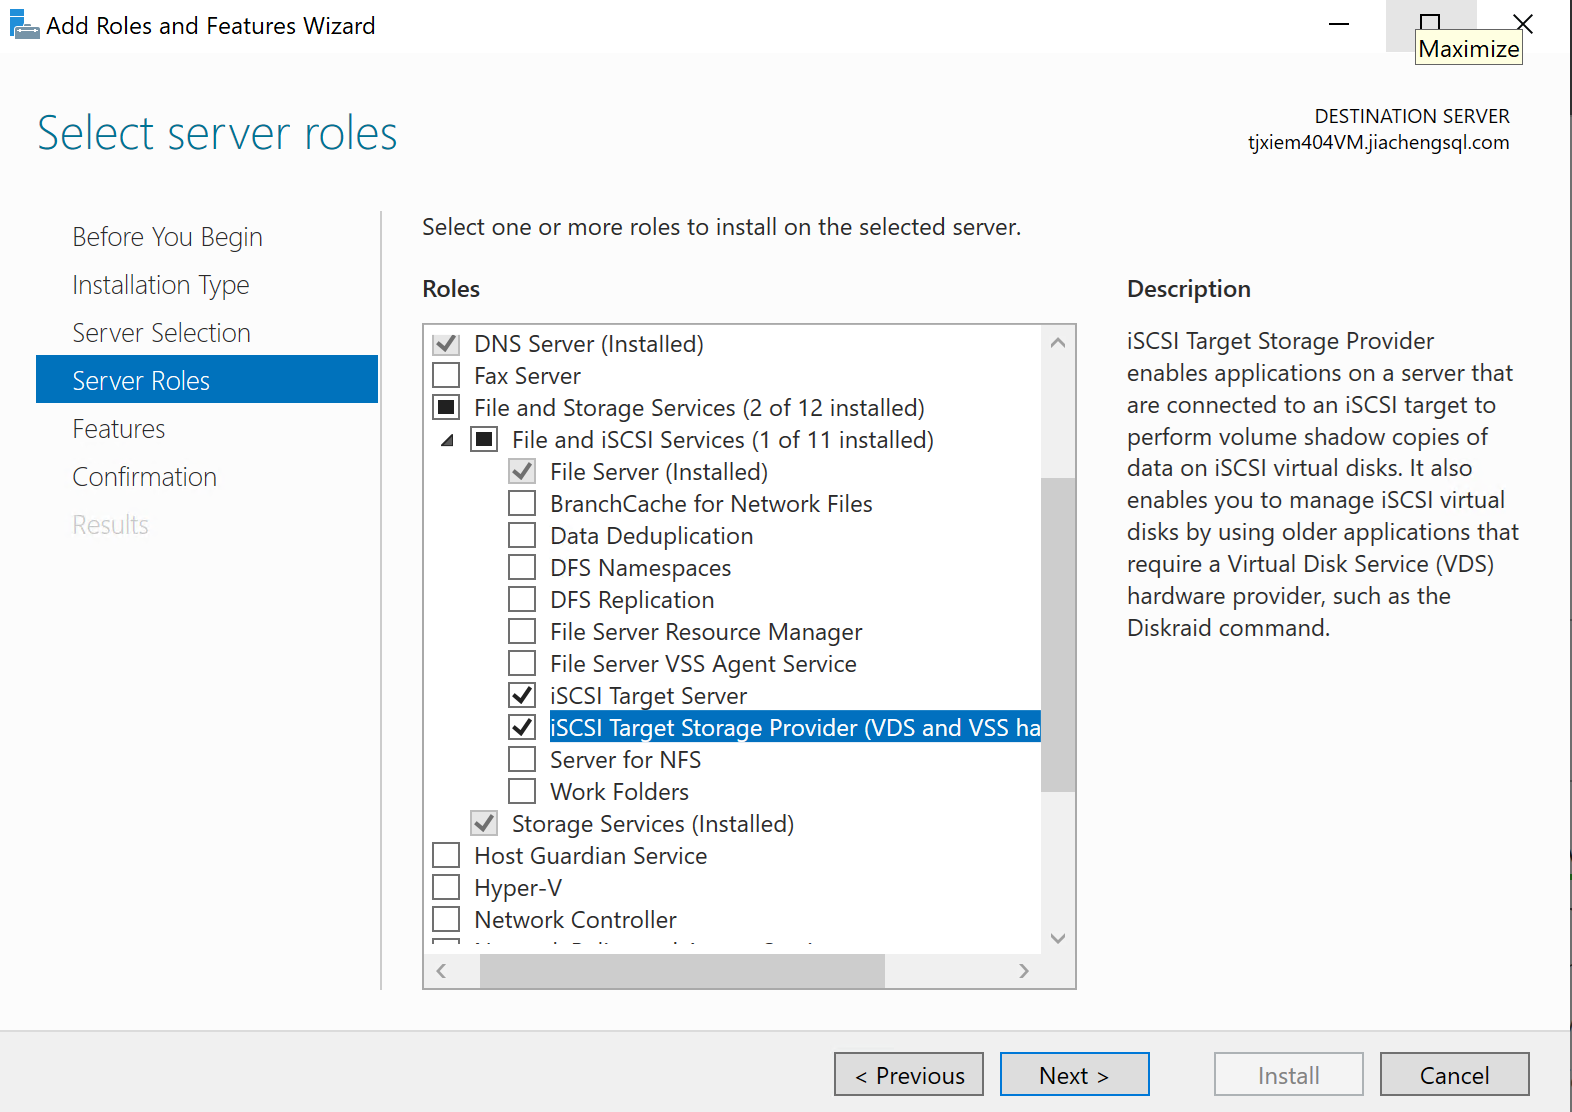 Add Roles and Features Wizard
Maximize
Select server roles
DESTINATION SERVER
tjxiem404VM.jiachengsql.com
Before You Begin
Installation Type
Server Selection
Server Roles
Features
Confirmation
Results
Select one or more roles to install on the selected server.
Roles
DNS Server (Installed)
Fax Server
File and Storage Services (2 of 12 installed)
File and iSCSI Services (1 of 11 installed)
File Server (Installed)
BranchCache for Network Files
Data Deduplication
DFS Namespaces
DFS Replication
File Server Resource Manager
File Server VSS Agent Service
iSCSI Target Server
iSCSI Target Storage Provider (VDS and VSS ha
Server for NFS
Work Folders
Storage Services (Installed)
Host Guardian Service
Hyper-V
Network Controller
Description
iSCSI Target Storage Provider
enables applications on a server that
are connected to an iSCSI target to
perform volume shadow copies of
data on iSCSI virtual disks. It also
enables you to manage iSCSI virtual
disks by using older applications that
require a Virtual Disk Service (VDS)
hardware provider, such as the
Diskraid command.
< Previous
Next >
Install
Cancel